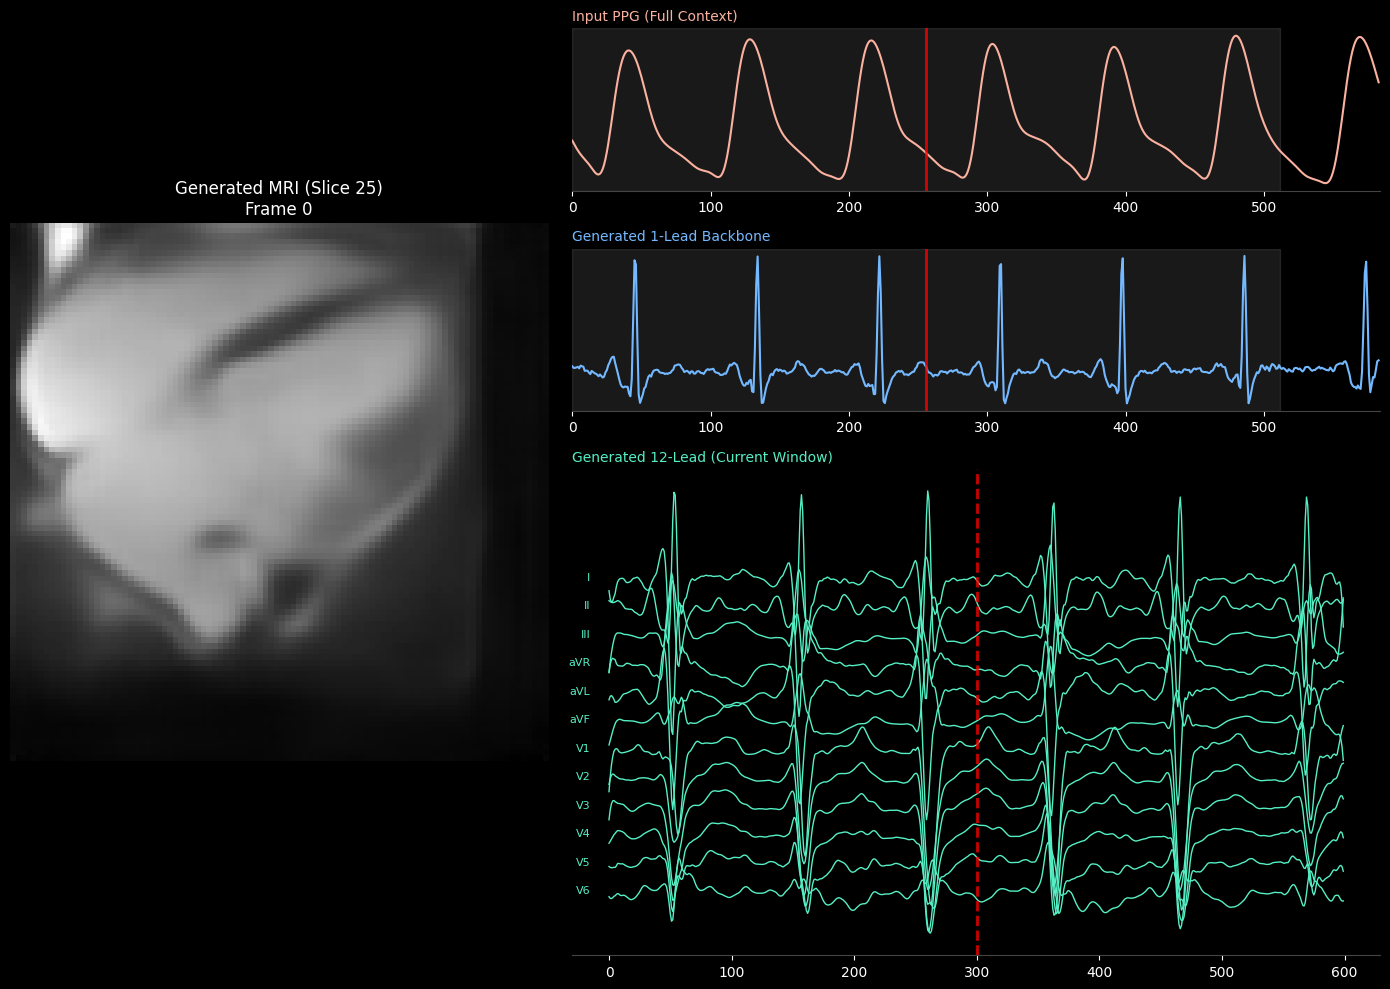 Generated MRI (Slice 25)
Frame 0
Input PPG (Full Context)
0 100 200 300 400 500
Generated 1-Lead Backbone
0 100 200 300 400 500
Generated 12-Lead (Current Window)
I
II
III
aVR
aVL
aVF
V1
V2
V3
V4
V5
V6
0 100 200 300 400 500 600